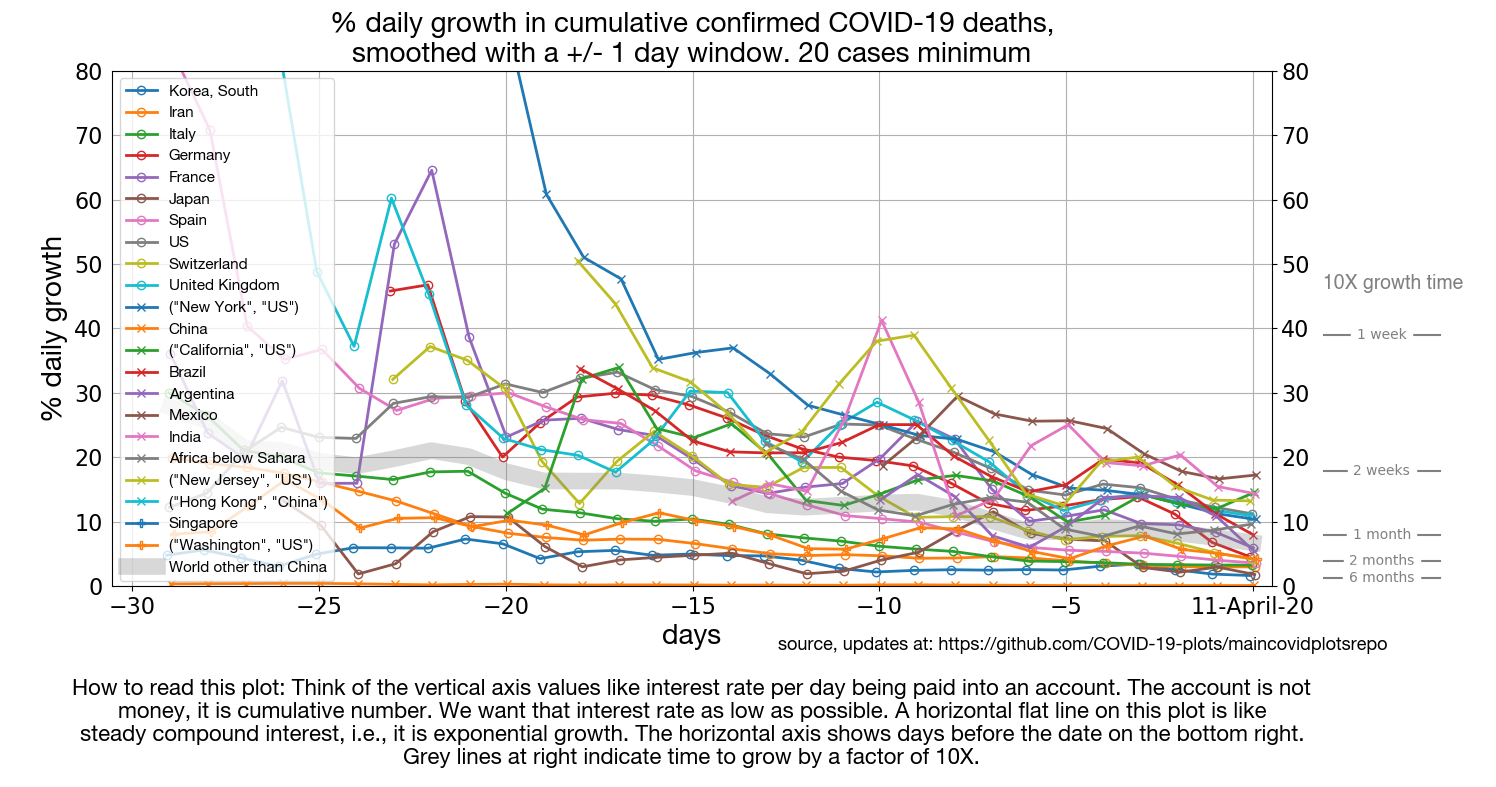 % daily growth in cumulative confirmed COVID-19 deaths,
smoothed with a +/- 1 day window. 20 cases minimum
80
70
60
50
40
30
20
10
0
% daily growth
Korea, South
Iran
Italy
Germany
France
Japan
Spain
US
Switzerland
United Kingdom
("New York", "US")
China
("California", "US")
Brazil
Argentina
Mexico
India
Africa below Sahara
("New Jersey", "US")
("Hong Kong", "China")
Singapore
("Washington", "US")
World other than China
80
70
60
50
40
30
20
10
0
10X growth time
1 week
2 weeks
1 month
2 months
6 months
−30
−25
−20
−15
−10
−5
11-April-20
days
source, updates at: https://github.com/COVID-19-plots/maincovidplotsrepo
How to read this plot: Think of the vertical axis values like interest rate per day being paid into an account. The account is not
money, it is cumulative number. We want that interest rate as low as possible. A horizontal flat line on this plot is like
steady compound interest, i.e., it is exponential growth. The horizontal axis shows days before the date on the bottom right.
Grey lines at right indicate time to grow by a factor of 10X.